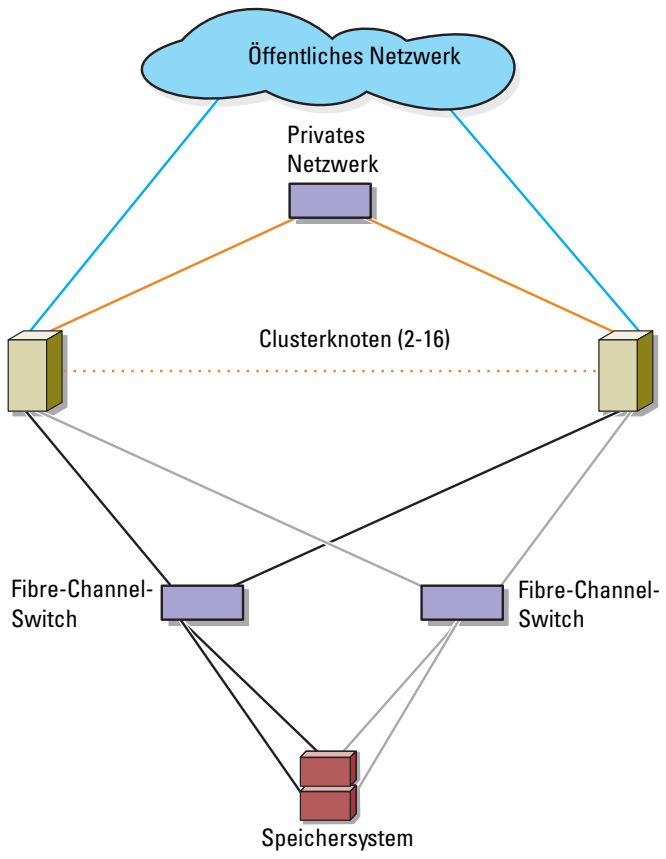 Öffentliches Netzwerk
Privates
Netzwerk
Clusterknoten (2-16)
Fibre-Channel-
Switch
Fibre-Channel-
Switch
Speichersystem